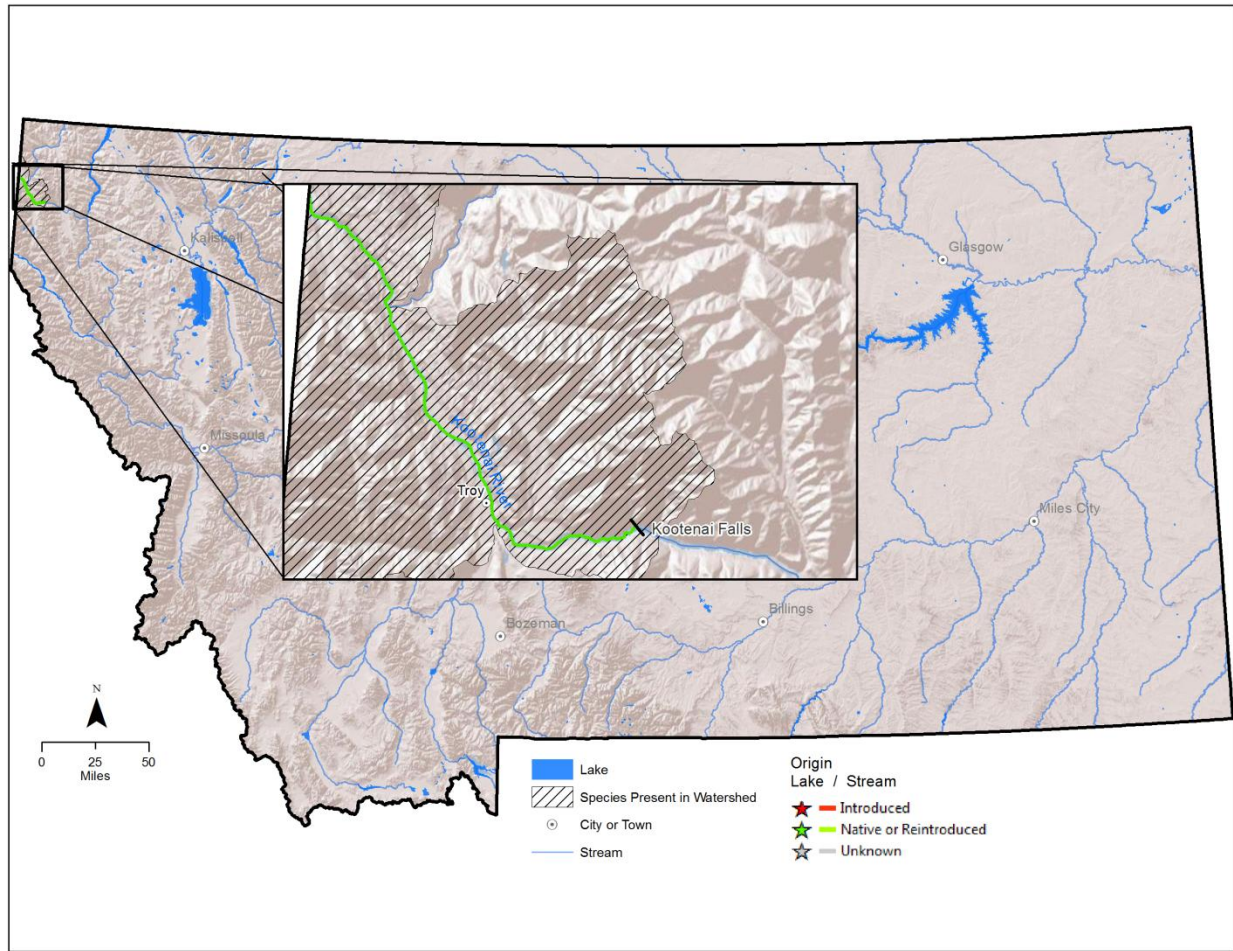 Kalispell
Glasgow
Missoula
Kootenai River
Troy
Kootenai Falls
Miles City
Billings
Bozeman
N
0 25 50
Miles
Lake
Species Present in Watershed
City or Town
Stream
Origin
Lake / Stream
Introduced
Native or Reintroduced
Unknown